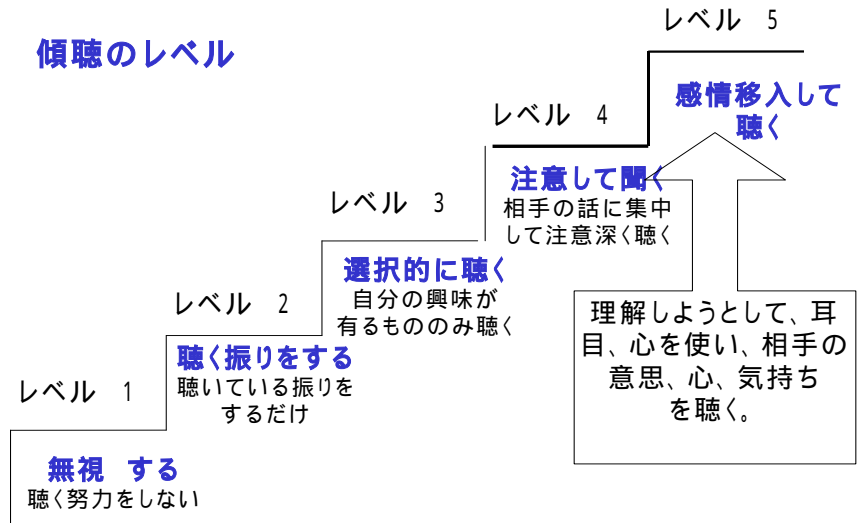 傾聴のレベル
レベル 5
感情移入して
聴く
レベル 4
注意して聞く
相手の話に集中
して注意深く聴く
レベル 3
選択的に聴く
自分の興味が
有るもののみ聴く
レベル 2
聴く振りをする
聴いている振りを
するだけ
レベル 1
無視 する
聴く努力をしない
理解しようとして、耳
目、心を使い、相手の
意思、心、気持ち
を聴く。